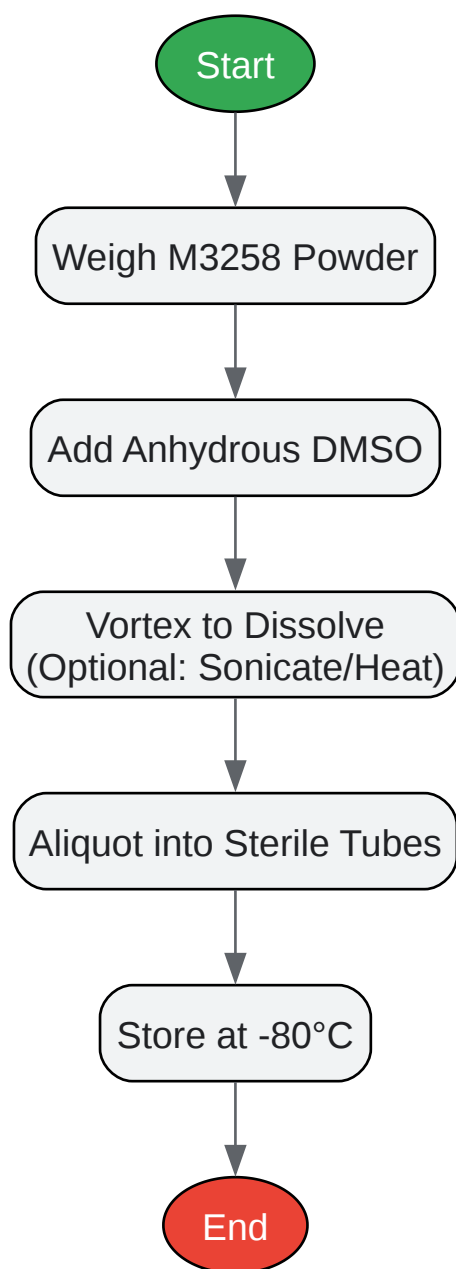 Start
Weigh M3258 Powder
Add Anhydrous DMSO
Vortex to Dissolve
(Optional: Sonicate/Heat)
Aliquot into Sterile Tubes
Store at -80°C
End